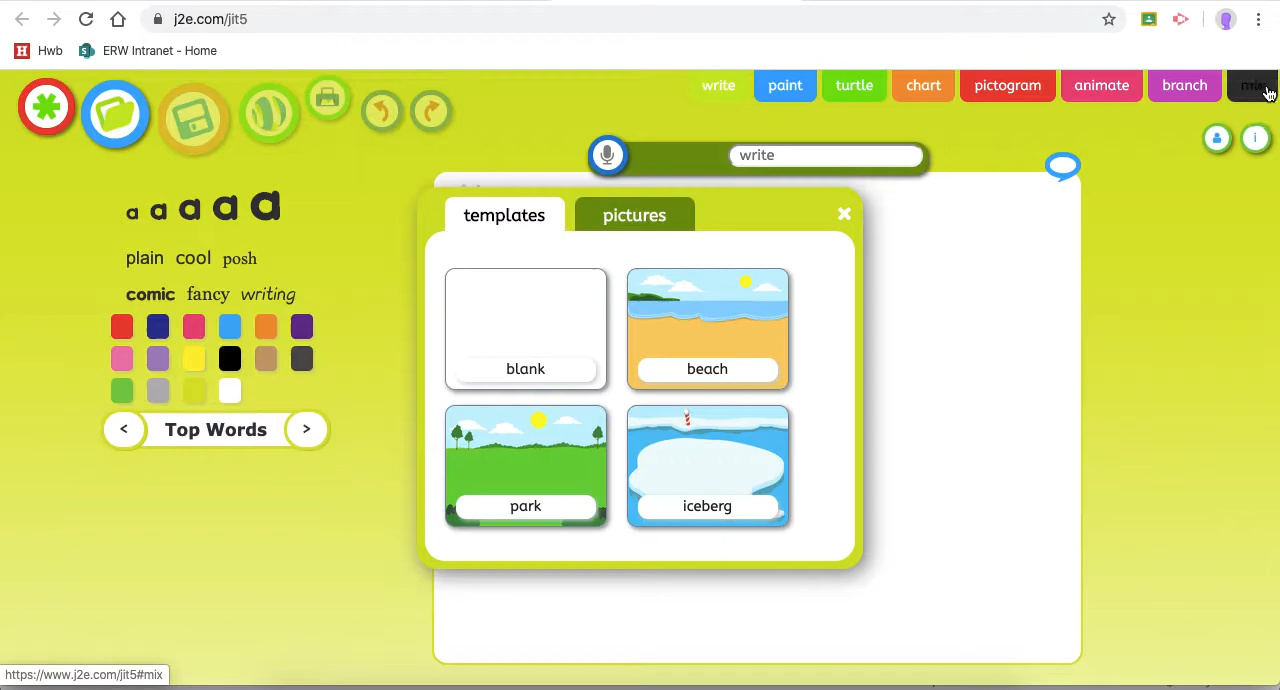 j2e.com/jit5
Hwb
ERW Intranet - Home
write
paint
turtle
chart
pictogram
animate
branch
mix
write
a a a a a
templates
pictures
plain cool posh
comic fancy writing
blank
beach
Top Words
park
iceberg
https://www.j2e.com/jit5#mix